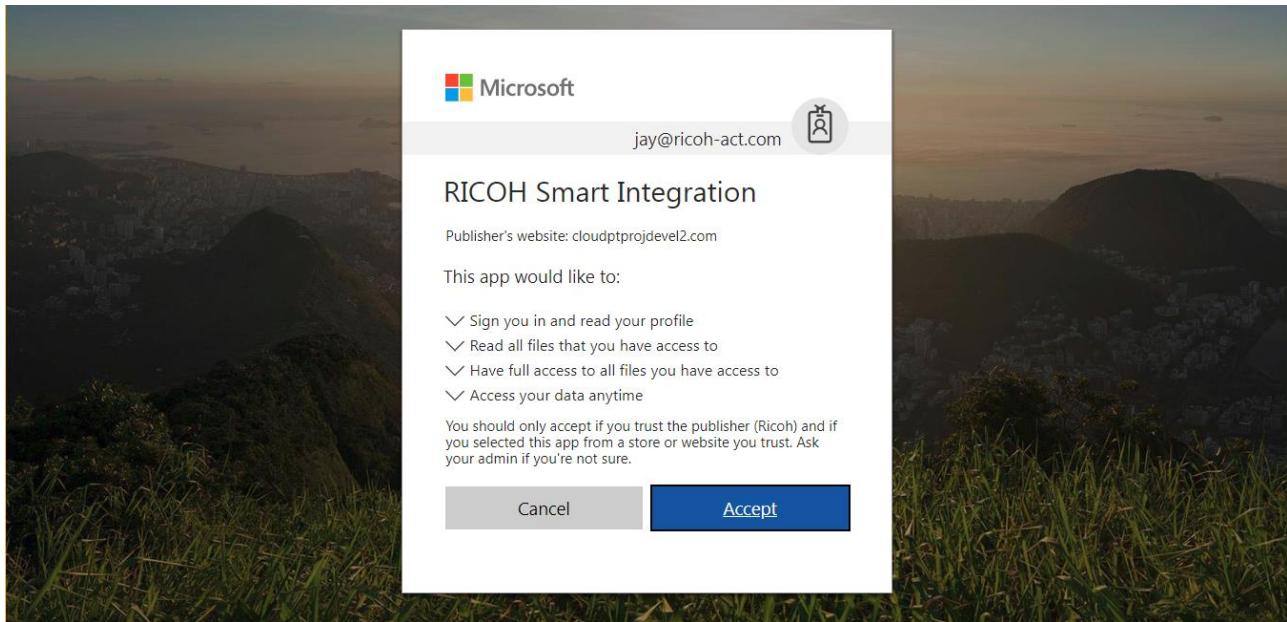 Microsoft
jay@ricoh-act.com
RICOH Smart Integration
Publisher's website: cloudptprojdevel2.com
This app would like to:
Sign you in and read your profile
Read all files that you have access to
Have full access to all files you have access to
Access your data anytime
You should only accept if you trust the publisher (Ricoh) and if
you selected this app from a store or website you trust. Ask
your admin if you're not sure.
Cancel
Accept